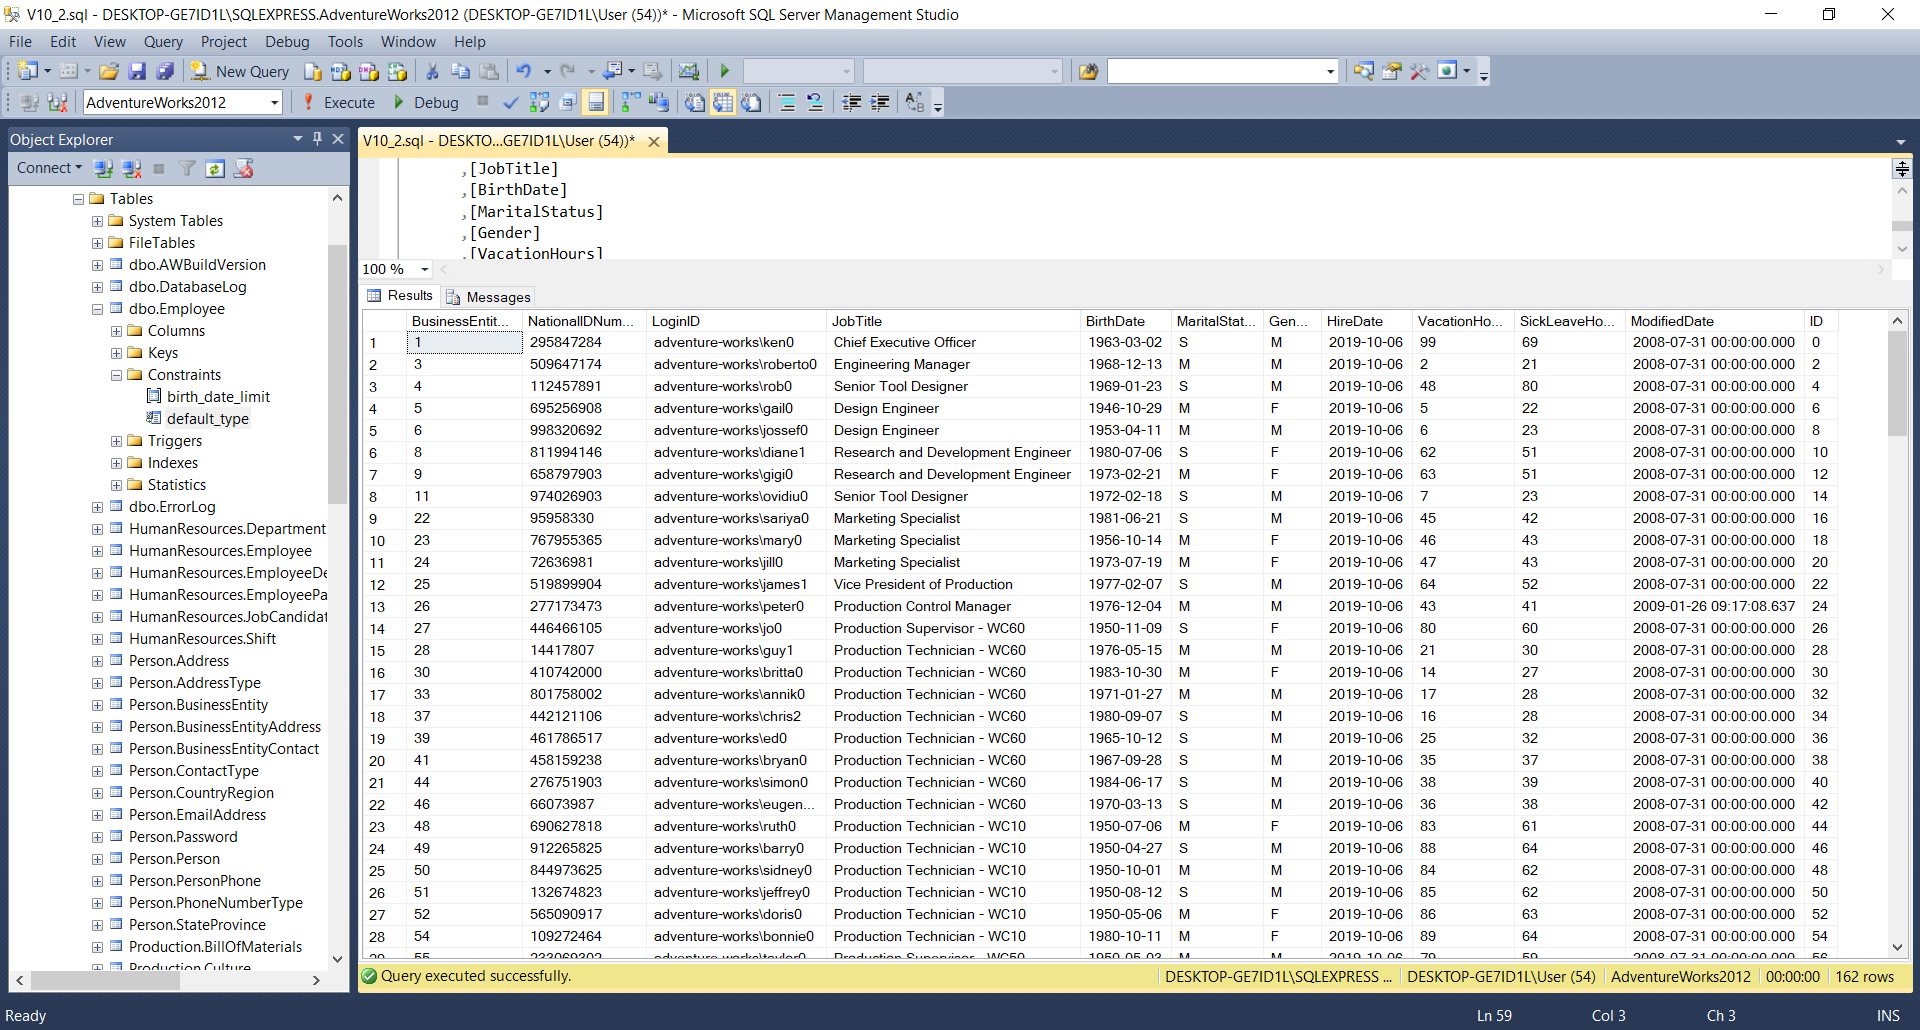 V10_2.sql - DESKTOP-GE7ID1L\SQLEXPRESS.AdventureWorks2012 (DESKTOP-GE7ID1L\User (54))* - Microsoft SQL Server Management Studio
File Edit View Query Project Debug Tools Window Help
New Query
AdventureWorks2012 Execute Debug
Object Explorer
Connect
Tables
System Tables
FileTables
dbo.AWBuildVersion
dbo.DatabaseLog
dbo.Employee
Columns
Keys
Constraints
birth_date_limit
default_type
Triggers
Indexes
Statistics
dbo.ErrorLog
HumanResources.Department
HumanResources.Employee
HumanResources.EmployeeDe
HumanResources.EmployeePa
HumanResources.JobCandidat
HumanResources.Shift
Person.Address
Person.AddressType
Person.BusinessEntity
Person.BusinessEntityAddress
Person.BusinessEntityContact
Person.ContactType
Person.CountryRegion
Person.EmailAddress
Person.Password
Person.Person
Person.PersonPhone
Person.PhoneNumberType
Person.StateProvince
Production.BillOfMaterials
Production.Culture
V10_2.sql - DESKTO...GE7ID1L\User (54))*
,[JobTitle]
,[BirthDate]
,[MaritalStatus]
,[Gender]
,[VacationHours]
100 %
Results Messages
BusinessEntit... NationalIDNum... LoginID JobTitle BirthDate MaritalStat... Gen... HireDate VacationHo... SickLeaveHo... ModifiedDate ID
1 1 295847284 adventure-works\ken0 Chief Executive Officer 1963-03-02 S M 2019-10-06 99 69 2008-07-31 00:00:00.000 0
2 3 509647174 adventure-works\roberto0 Engineering Manager 1968-12-13 M M 2019-10-06 2 21 2008-07-31 00:00:00.000 2
3 4 112457891 adventure-works\rob0 Senior Tool Designer 1969-01-23 S M 2019-10-06 48 80 2008-07-31 00:00:00.000 4
4 5 695256908 adventure-works\gail0 Design Engineer 1946-10-29 M F 2019-10-06 5 22 2008-07-31 00:00:00.000 6
5 6 998320692 adventure-works\jossef0 Design Engineer 1953-04-11 M M 2019-10-06 6 23 2008-07-31 00:00:00.000 8
6 8 811994146 adventure-works\diane1 Research and Development Engineer 1980-07-06 S F 2019-10-06 62 51 2008-07-31 00:00:00.000 10
7 9 658797903 adventure-works\gigi0 Research and Development Engineer 1973-02-21 M F 2019-10-06 63 51 2008-07-31 00:00:00.000 12
8 11 974026903 adventure-works\ovidiu0 Senior Tool Designer 1972-02-18 S M 2019-10-06 7 23 2008-07-31 00:00:00.000 14
9 22 95958330 adventure-works\sariya0 Marketing Specialist 1981-06-21 S M 2019-10-06 45 42 2008-07-31 00:00:00.000 16
10 23 767955365 adventure-works\mary0 Marketing Specialist 1956-10-14 M F 2019-10-06 46 43 2008-07-31 00:00:00.000 18
11 24 72636981 adventure-works\jill0 Marketing Specialist 1973-07-19 M F 2019-10-06 47 43 2008-07-31 00:00:00.000 20
12 25 519899904 adventure-works\james1 Vice President of Production 1977-02-07 S M 2019-10-06 64 52 2008-07-31 00:00:00.000 22
13 26 277173473 adventure-works\peter0 Production Control Manager 1976-12-04 M M 2019-10-06 43 41 2009-01-26 09:17:08.637 24
14 27 446466105 adventure-works\jo0 Production Supervisor - WC60 1950-11-09 S F 2019-10-06 80 60 2008-07-31 00:00:00.000 26
15 28 14417807 adventure-works\guy1 Production Technician - WC60 1976-05-15 M M 2019-10-06 21 30 2008-07-31 00:00:00.000 28
16 30 410742000 adventure-works\britta0 Production Technician - WC60 1983-10-30 M F 2019-10-06 14 27 2008-07-31 00:00:00.000 30
17 33 801758002 adventure-works\annik0 Production Technician - WC60 1971-01-27 M M 2019-10-06 17 28 2008-07-31 00:00:00.000 32
18 37 442121106 adventure-works\chris2 Production Technician - WC60 1980-09-07 S M 2019-10-06 16 28 2008-07-31 00:00:00.000 34
19 39 461786517 adventure-works\ed0 Production Technician - WC60 1965-10-12 S M 2019-10-06 25 32 2008-07-31 00:00:00.000 36
20 41 458159238 adventure-works\bryan0 Production Technician - WC60 1967-09-28 S M 2019-10-06 35 37 2008-07-31 00:00:00.000 38
21 44 276751903 adventure-works\simon0 Production Technician - WC60 1984-06-17 S M 2019-10-06 38 39 2008-07-31 00:00:00.000 40
22 46 66073987 adventure-works\eugen... Production Technician - WC60 1970-03-13 S M 2019-10-06 36 38 2008-07-31 00:00:00.000 42
23 48 690627818 adventure-works\ruth0 Production Technician - WC10 1950-07-06 M F 2019-10-06 83 61 2008-07-31 00:00:00.000 44
24 49 912265825 adventure-works\barry0 Production Technician - WC10 1950-04-27 S M 2019-10-06 88 64 2008-07-31 00:00:00.000 46
25 50 844973625 adventure-works\sidney0 Production Technician - WC10 1950-10-01 M M 2019-10-06 84 62 2008-07-31 00:00:00.000 48
26 51 132674823 adventure-works\jeffrey0 Production Technician - WC10 1950-08-12 S M 2019-10-06 85 62 2008-07-31 00:00:00.000 50
27 52 565090917 adventure-works\doris0 Production Technician - WC10 1950-05-06 M F 2019-10-06 86 63 2008-07-31 00:00:00.000 52
28 54 109272464 adventure-works\bonnie0 Production Technician - WC10 1980-10-11 M F 2019-10-06 89 64 2008-07-31 00:00:00.000 54
29 55 233069302 adventure-works\taylor0 Production Supervisor - WC50 1950-05-03 M M 2019-10-06 79 59 2008-07-31 00:00:00.000 56
Query executed successfully. DESKTOP-GE7ID1L\SQLEXPRESS ... DESKTOP-GE7ID1L\User (54) AdventureWorks2012 00:00:00 162 rows
Ready Ln 59 Col 3 Ch 3 INS